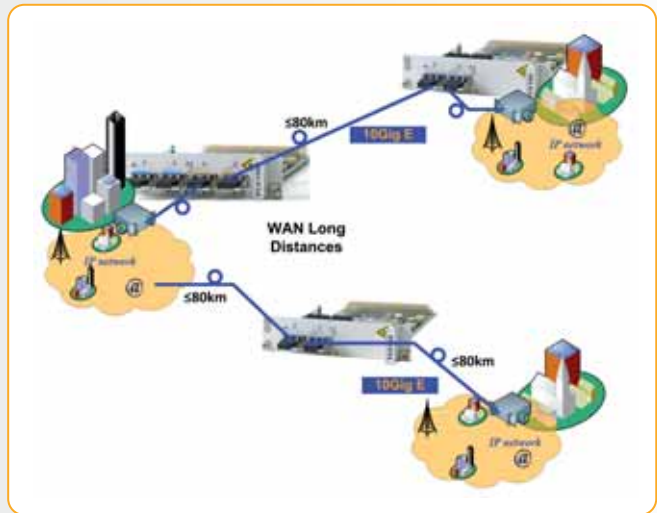 ≤80km
10Gig E
@
IP network
WAN Long
Distances
IP network
@
≤80km
≤80km
10Gig E
IP network
@